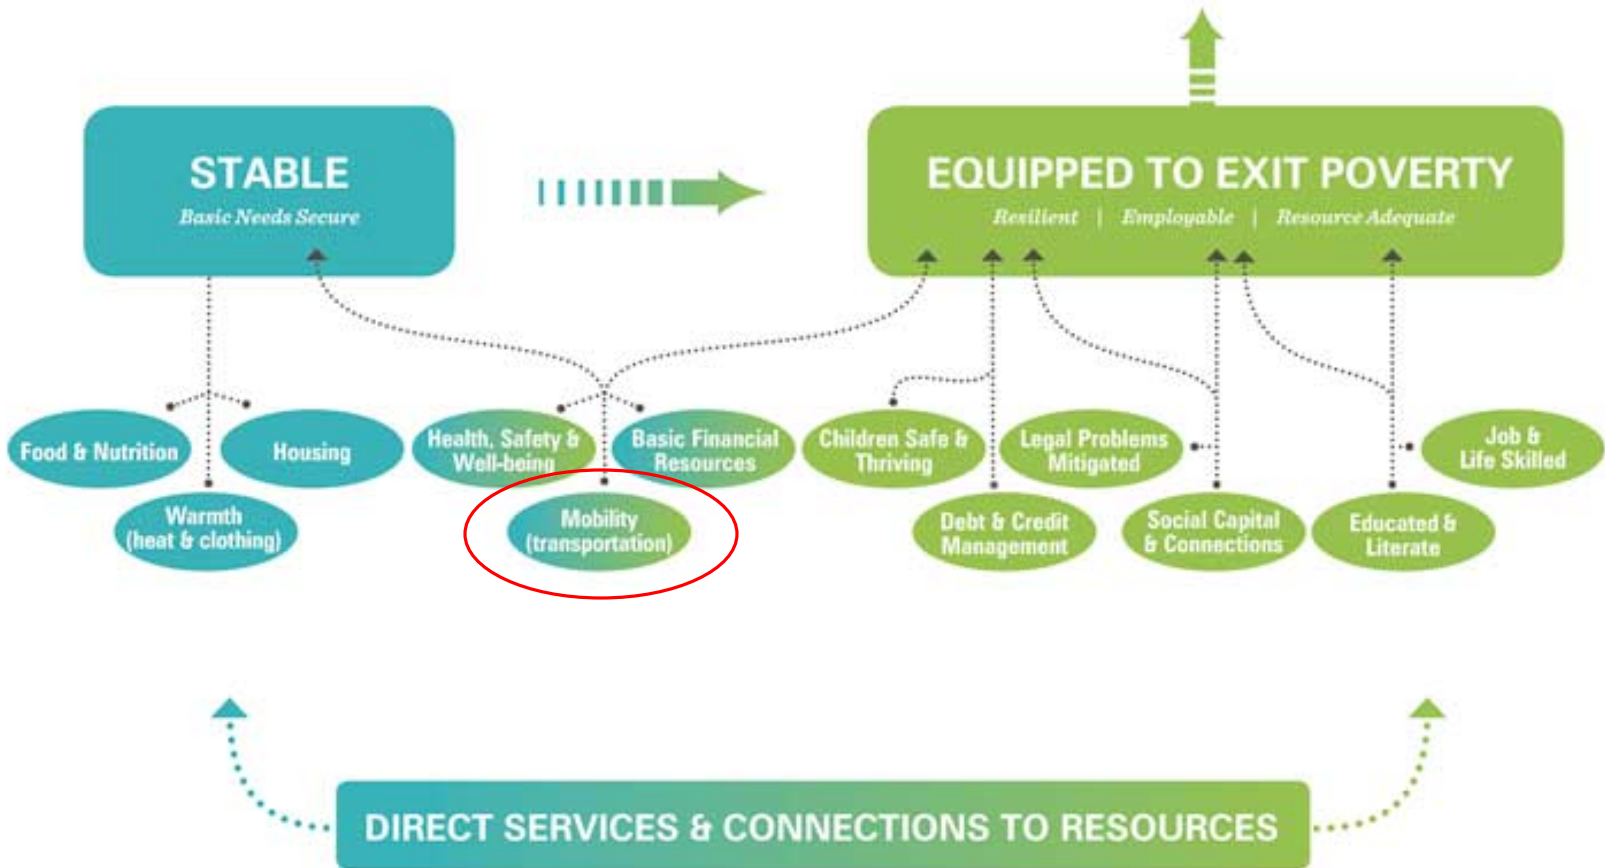 STABLE
Basic Needs Secure
EQUIPPED TO EXIT POVERTY
Resilient | Employable | Resource Adequate
Food & Nutrition
Housing
Warmth
(heat & clothing)
Health, Safety &
Well-being
Basic Financial
Resources
Mobility
(transportation)
Children Safe &
Thriving
Legal Problems
Mitigated
Job &
Life Skilled
Debt & Credit
Management
Social Capital
& Connections
Educated &
Literate
DIRECT SERVICES & CONNECTIONS TO RESOURCES